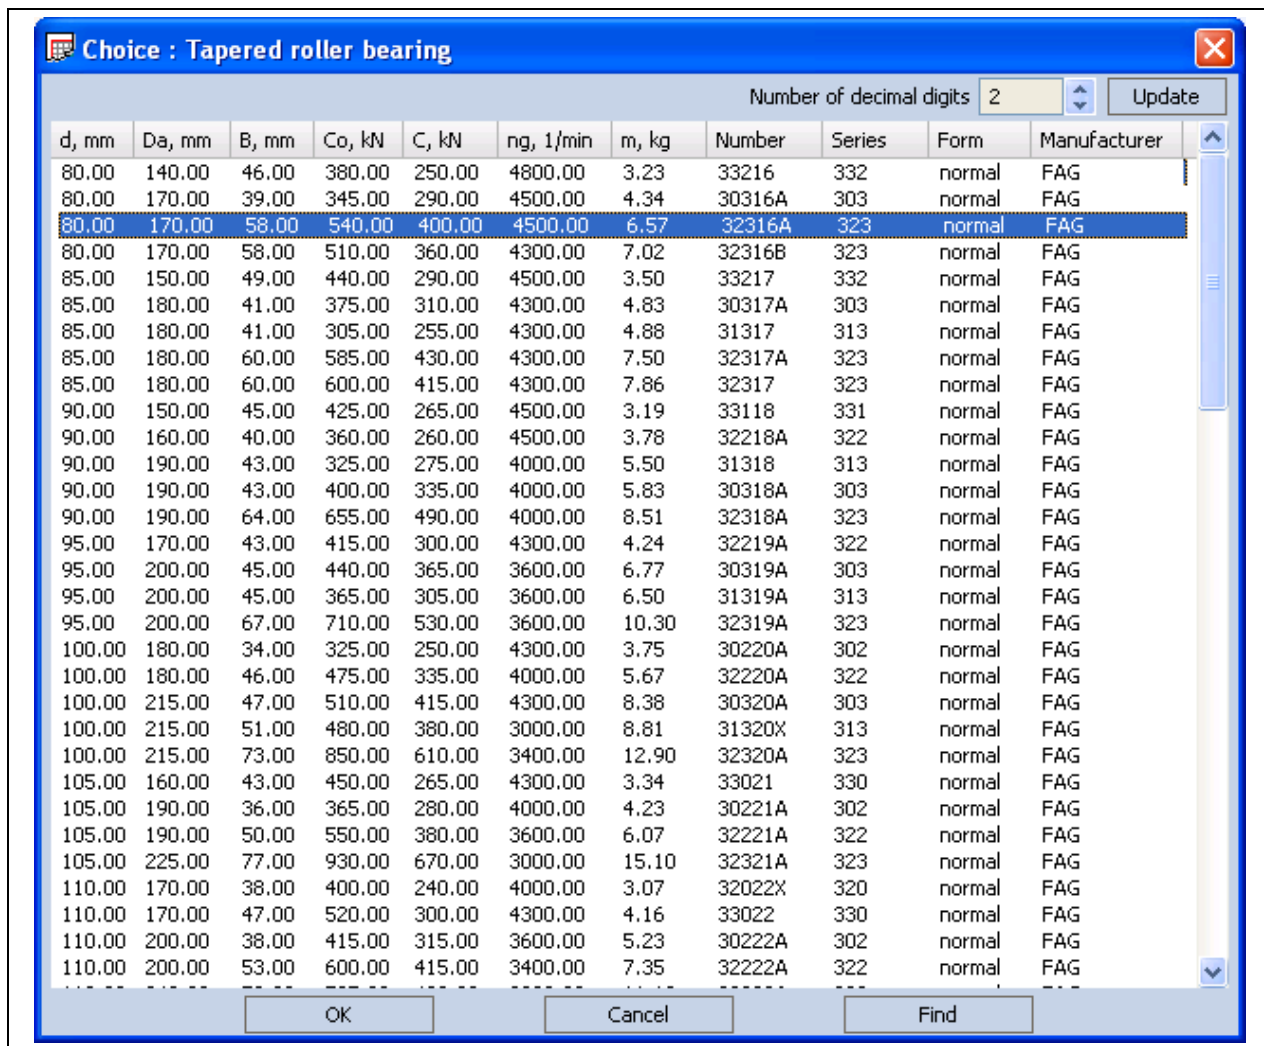 Choice : Tapered roller bearing
Number of decimal digits 2 Update
d, mm Da, mm B, mm Co, kN C, kN ng, 1/min m, kg Number Series Form Manufacturer
80.00 140.00 46.00 380.00 250.00 4800.00 3.23 33216 332 normal FAG
80.00 170.00 39.00 345.00 290.00 4500.00 4.34 30316A 303 normal FAG
80.00 170.00 58.00 540.00 400.00 4500.00 6.57 32316A 323 normal FAG
80.00 170.00 58.00 510.00 360.00 4300.00 7.02 32316B 323 normal FAG
85.00 150.00 49.00 440.00 290.00 4500.00 3.50 33217 332 normal FAG
85.00 180.00 41.00 375.00 310.00 4300.00 4.83 30317A 303 normal FAG
85.00 180.00 41.00 305.00 255.00 4300.00 4.88 31317 313 normal FAG
85.00 180.00 60.00 585.00 430.00 4300.00 7.50 32317A 323 normal FAG
85.00 180.00 60.00 600.00 415.00 4300.00 7.86 32317 323 normal FAG
90.00 150.00 45.00 425.00 265.00 4500.00 3.19 33118 331 normal FAG
90.00 160.00 40.00 360.00 260.00 4500.00 3.78 32218A 322 normal FAG
90.00 190.00 43.00 325.00 275.00 4000.00 5.50 31318 313 normal FAG
90.00 190.00 43.00 400.00 335.00 4000.00 5.83 30318A 303 normal FAG
90.00 190.00 64.00 655.00 490.00 4000.00 8.51 32318A 323 normal FAG
95.00 170.00 43.00 415.00 300.00 4300.00 4.24 32219A 322 normal FAG
95.00 200.00 45.00 440.00 365.00 3600.00 6.77 30319A 303 normal FAG
95.00 200.00 45.00 365.00 305.00 3600.00 6.50 31319A 313 normal FAG
95.00 200.00 67.00 710.00 530.00 3600.00 10.30 32319A 323 normal FAG
100.00 180.00 34.00 325.00 250.00 4300.00 3.75 30220A 302 normal FAG
100.00 180.00 46.00 475.00 335.00 4000.00 5.67 32220A 322 normal FAG
100.00 215.00 47.00 510.00 415.00 4300.00 8.38 30320A 303 normal FAG
100.00 215.00 51.00 480.00 380.00 3000.00 8.81 31320X 313 normal FAG
100.00 215.00 73.00 850.00 610.00 3400.00 12.90 32320A 323 normal FAG
105.00 160.00 43.00 450.00 265.00 4300.00 3.34 33021 330 normal FAG
105.00 190.00 36.00 365.00 280.00 4000.00 4.23 30221A 302 normal FAG
105.00 190.00 50.00 550.00 380.00 3600.00 6.07 32221A 322 normal FAG
105.00 225.00 77.00 930.00 670.00 3000.00 15.10 32321A 323 normal FAG
110.00 170.00 38.00 400.00 240.00 4000.00 3.07 32022X 320 normal FAG
110.00 170.00 47.00 520.00 300.00 4300.00 4.16 33022 330 normal FAG
110.00 200.00 38.00 415.00 315.00 3600.00 5.23 30222A 302 normal FAG
110.00 200.00 53.00 600.00 415.00 3400.00 7.35 32222A 322 normal FAG
OK Cancel Find